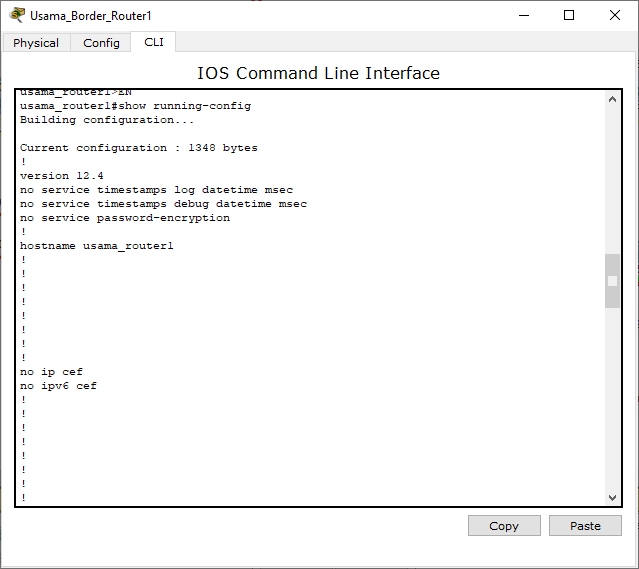 Usama_Border_Router1
Physical Config CLI
IOS Command Line Interface
usama_router1>EN
usama_router1#show running-config
Building configuration...
Current configuration : 1348 bytes
!
version 12.4
no service timestamps log datetime msec
no service timestamps debug datetime msec
no service password-encryption
!
hostname usama_router1
!
!
!
!
!
!
!
!
no ip cef
no ipv6 cef
!
!
!
!
!
!
!
!
Copy Paste